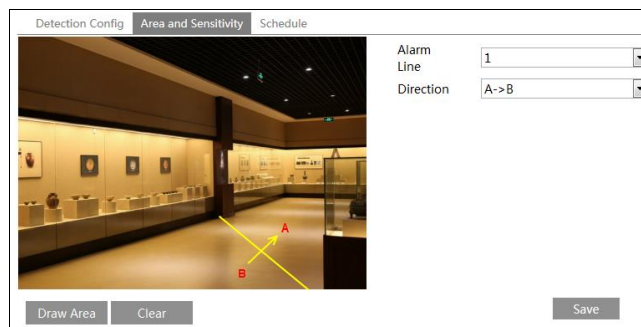 Detection Config Area and Sensitivity Schedule
Alarm Line
1
Direction
A->B
A
B
Draw Area Clear
Save